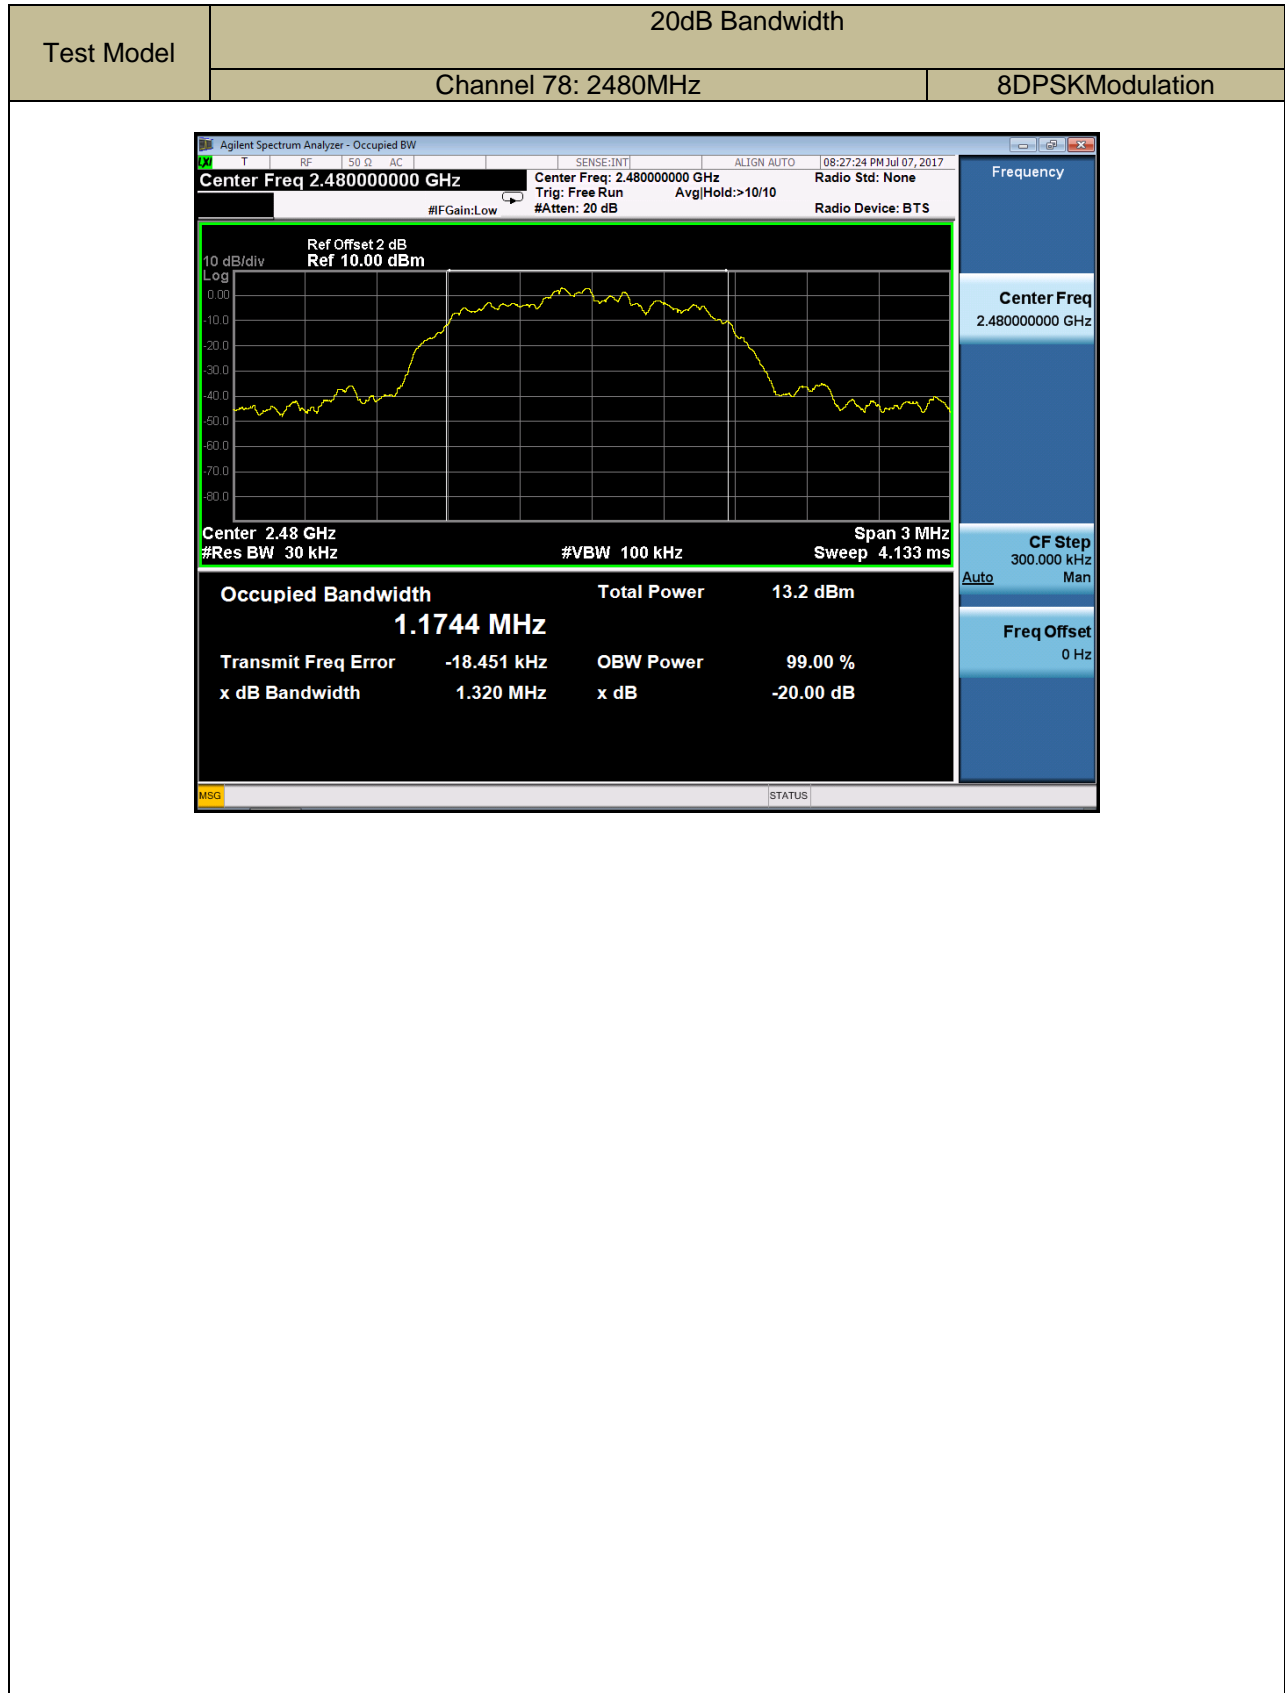 20dB Bandwidth
Test Model
Channel 78: 2480MHz 8DPSKModulation
Agilent Spectrum Analyzer - Occupied BW
LXI T RF 50 Ω AC SENSE:INT ALIGN AUTO 08:27:24 PM Jul 07, 2017
Center Freq 2.480000000 GHz
Center Freq: 2.480000000 GHz Radio Std: None
Trig: Free Run Avg|Hold:>10/10
#IFGain:Low #Atten: 20 dB Radio Device: BTS
Frequency
Ref Offset 2 dB
10 dB/div Ref 10.00 dBm
Log
0.00
-10.0
-20.0
-30.0
-40.0
-50.0
-60.0
-70.0
-80.0
Center 2.48 GHz Span 3 MHz
#Res BW 30 kHz #VBW 100 kHz Sweep 4.133 ms
Occupied Bandwidth Total Power 13.2 dBm
1.1744 MHz
Transmit Freq Error -18.451 kHz OBW Power 99.00 %
x dB Bandwidth 1.320 MHz x dB -20.00 dB
Center Freq
2.480000000 GHz
CF Step
300.000 kHz
Auto Man
Freq Offset
0 Hz
MSG STATUS